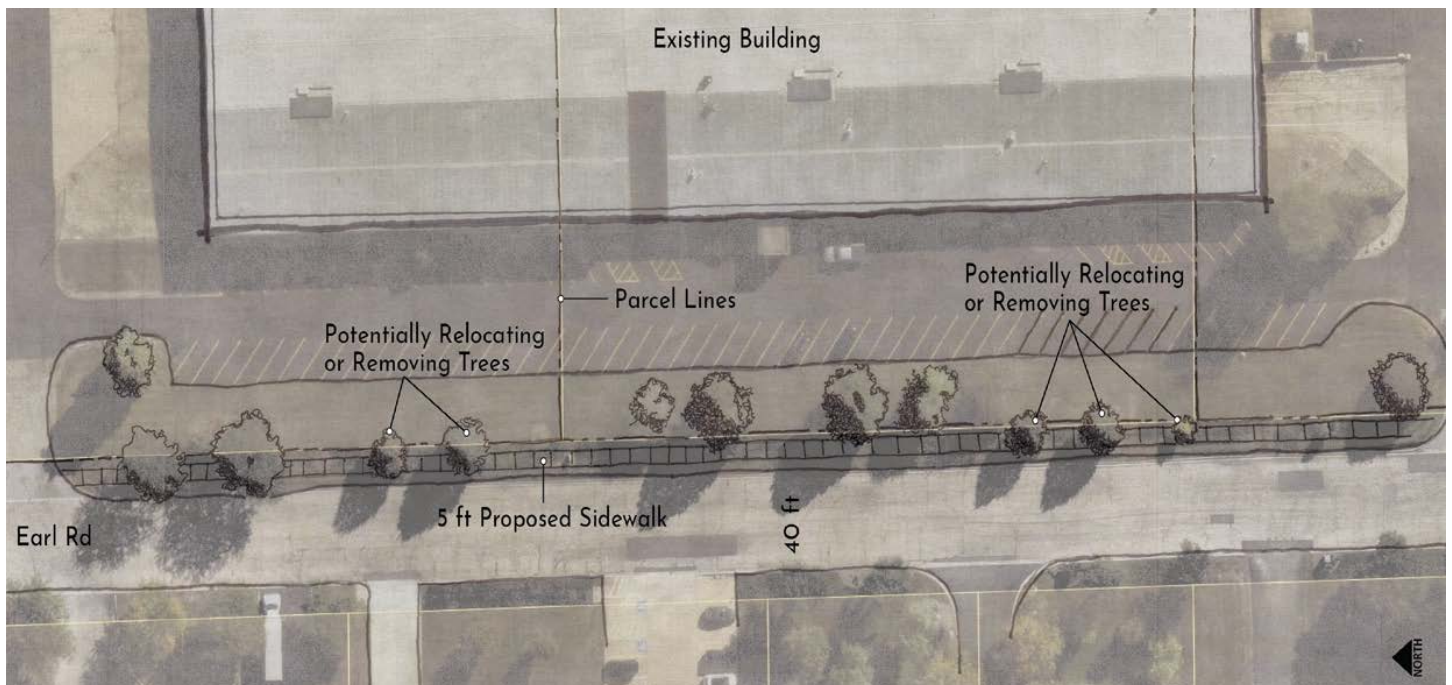 Existing Building
Parcel Lines
Potentially Relocating
or Removing Trees
Potentially Relocating
or Removing Trees
5 ft Proposed Sidewalk
40 ft
Earl Rd
NORTH